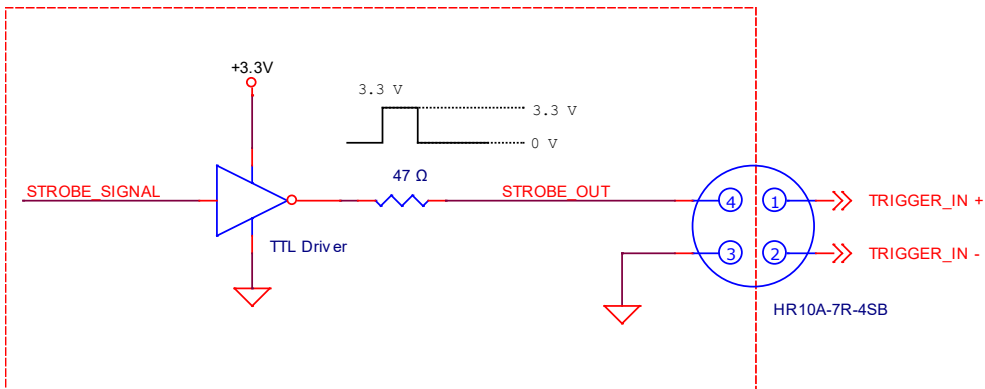 +3.3V
3.3 V
3.3 V
0 V
STROBE_SIGNAL
47 Ω
STROBE_OUT
4
1
TRIGGER_IN +
TTL Driver
3
2
TRIGGER_IN -
HR10A-7R-4SB